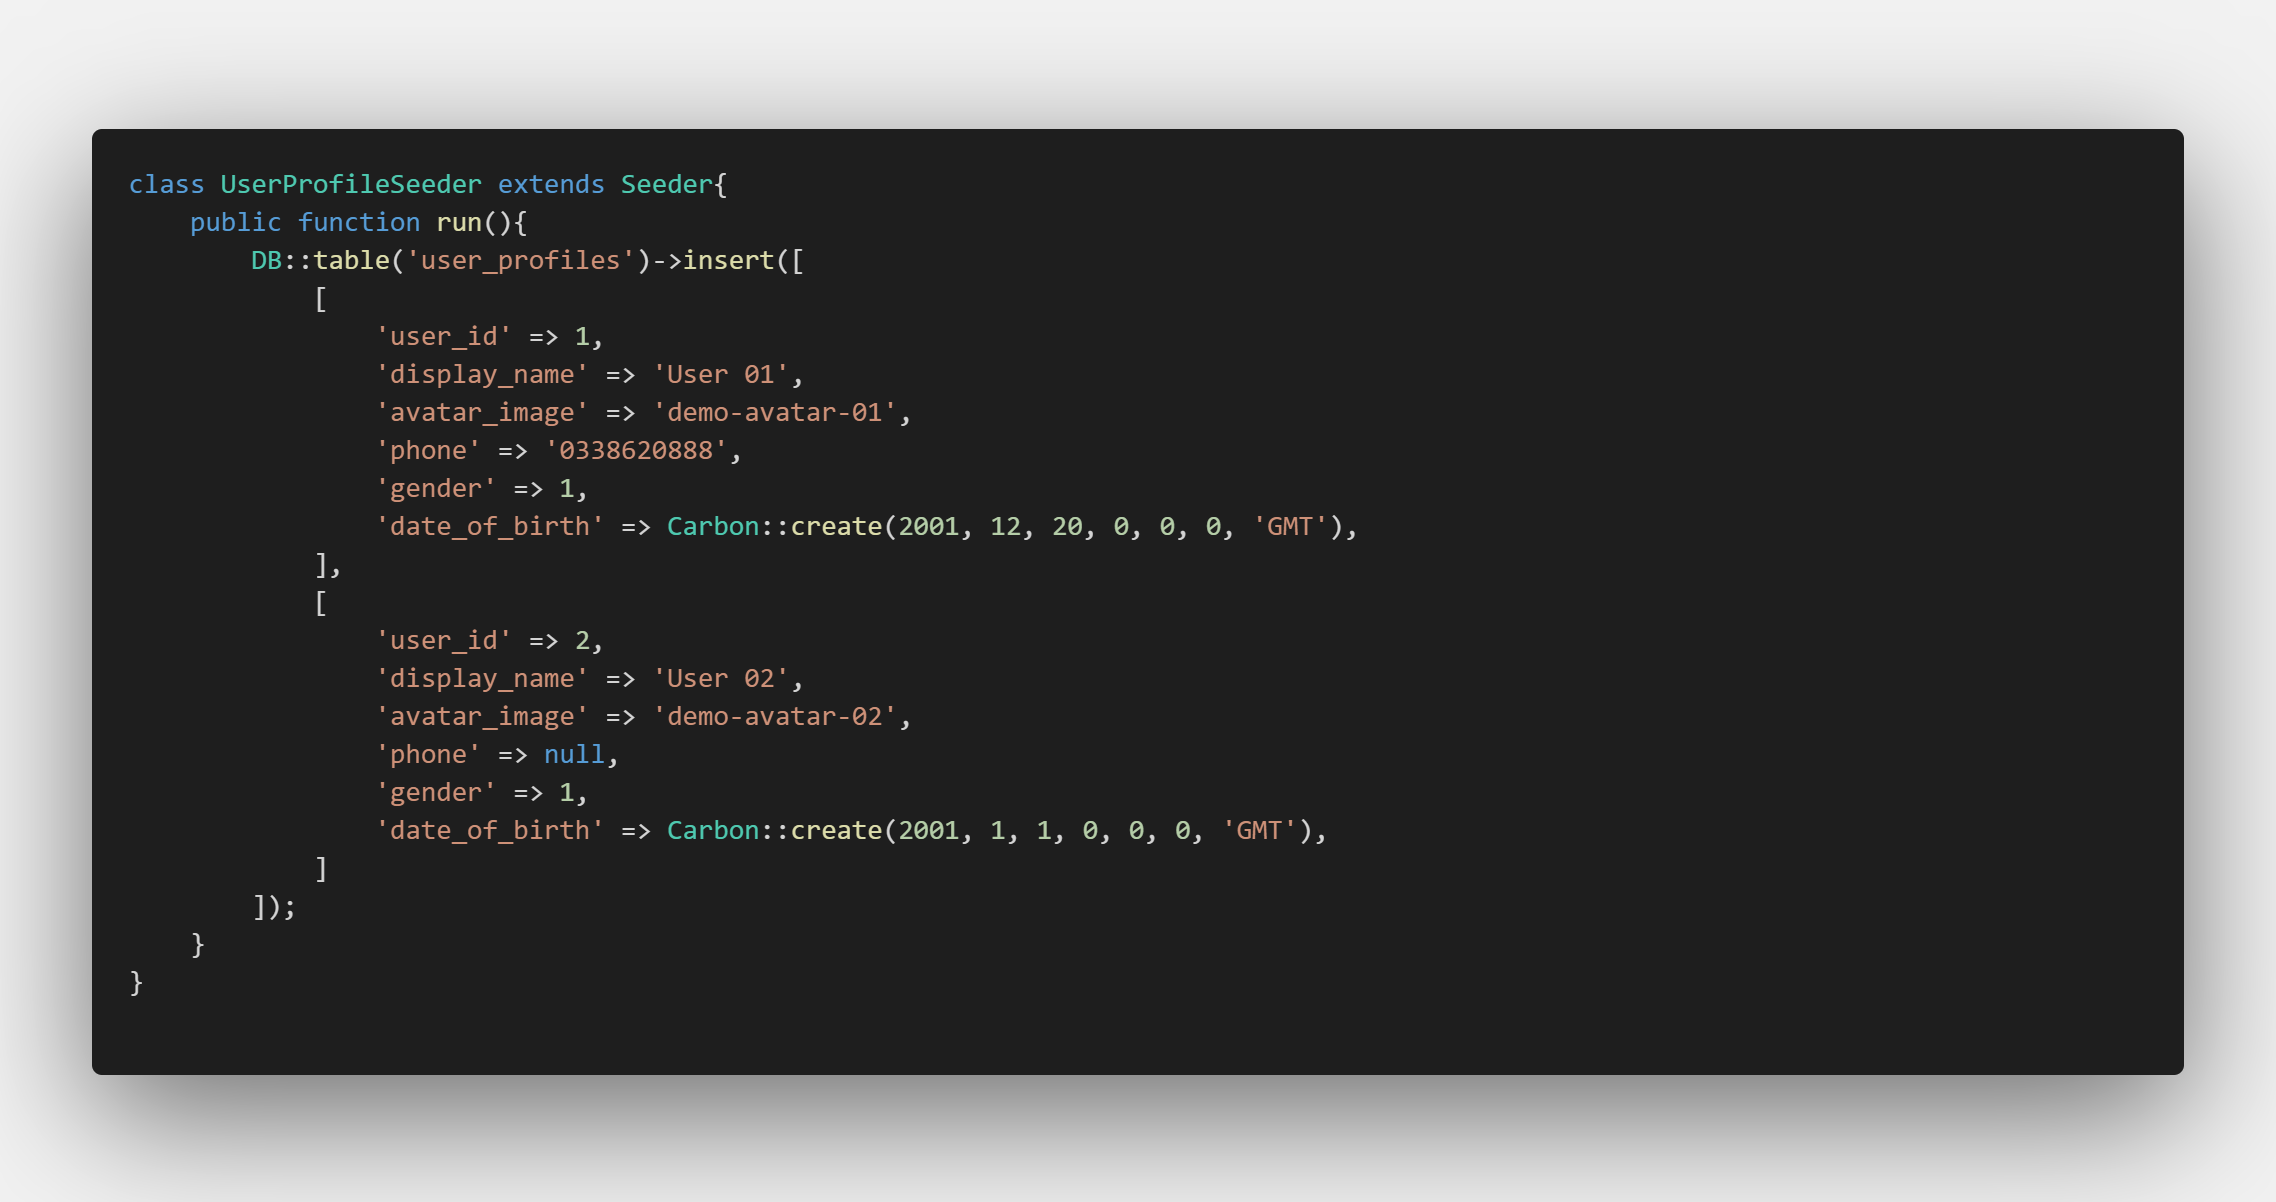 class UserProfileSeeder extends Seeder{
    public function run(){
        DB::table('user_profiles')->insert([
            [
                'user_id' => 1,
                'display_name' => 'User 01',
                'avatar_image' => 'demo-avatar-01',
                'phone' => '0338620888',
                'gender' => 1,
                'date_of_birth' => Carbon::create(2001, 12, 20, 0, 0, 0, 'GMT'),
            ],
            [
                'user_id' => 2,
                'display_name' => 'User 02',
                'avatar_image' => 'demo-avatar-02',
                'phone' => null,
                'gender' => 1,
                'date_of_birth' => Carbon::create(2001, 1, 1, 0, 0, 0, 'GMT'),
            ]
        ]);
    }
}